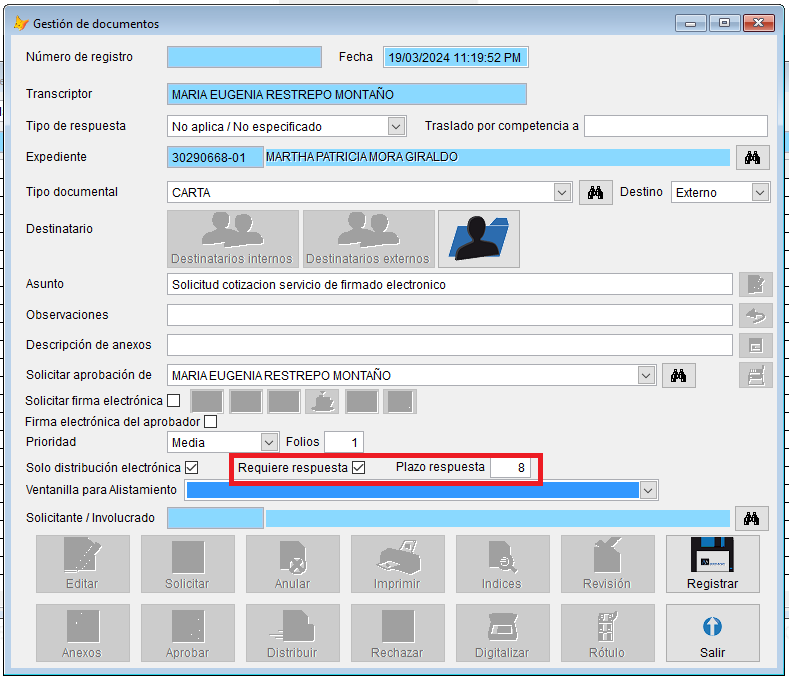 Gestión de documentos
Número de registro Fecha 19/03/2024 11:19:52 PM
Transcriptor MARIA EUGENIA RESTREPO MONTAÑO
Tipo de respuesta No aplica / No especificado Traslado por competencia a
Expediente 30290668-01 MARTHA PATRICIA MORA GIRALDO
Tipo documental CARTA Destino Externo
Destinatario Destinatarios internos Destinatarios externos
Asunto Solicitud cotizacion servicio de firmado electronico
Observaciones
Descripción de anexos
Solicitar aprobación de MARIA EUGENIA RESTREPO MONTAÑO
Solicitar firma electrónica
Firma electrónica del aprobador
Prioridad Media Folios 1
Solo distribución electrónica Requiere respuesta Plazo respuesta 8
Ventanilla para Alistamiento
Solicitante / Involucrado
Editar Solicitar Anular Imprimir Indices Revisión Registrar
Anexos Aprobar Distribuir Rechazar Digitalizar Rótulo Salir